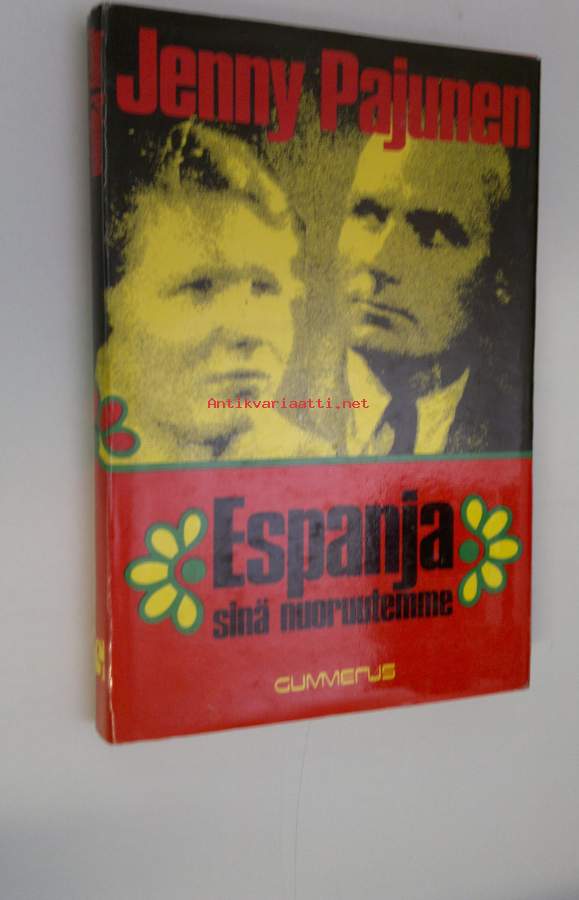 Jenny Pajunen
Antikvariaatti.net
Espanja
sinä nuoruutemme
GUMMERUS